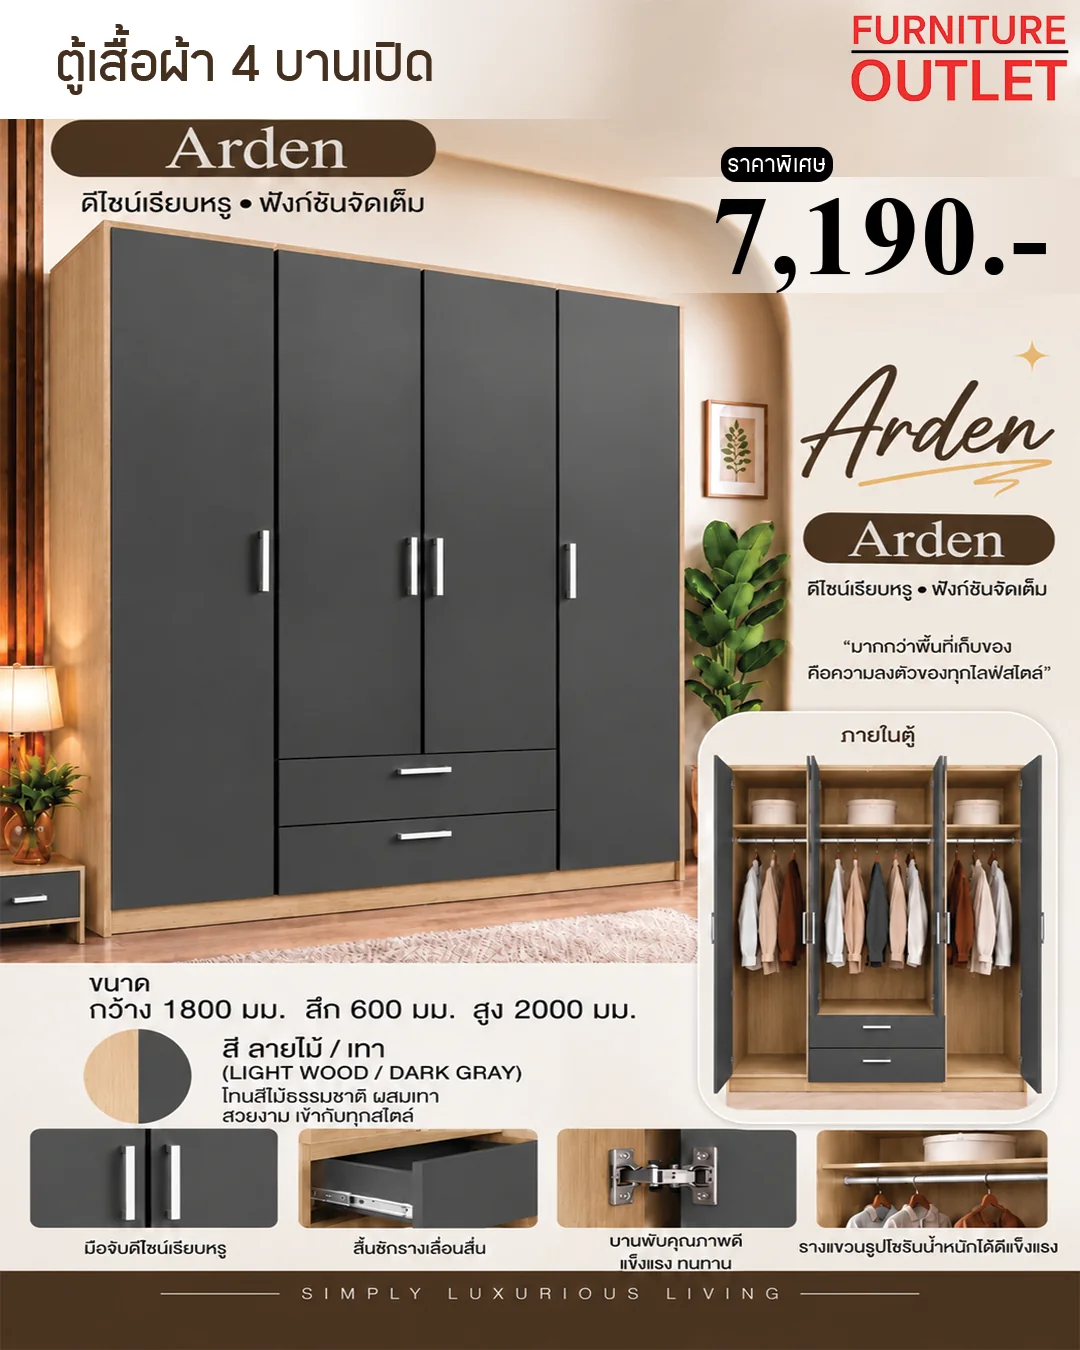 ตู้เสื้อผ้า 4 บานเปิด
FURNITURE
OUTLET
Arden
ดีไซน์เรียบหรู • ฟังก์ชันจัดเต็ม
ราคาพิเศษ
7,190.-
Arden
Arden
ดีไซน์เรียบหรู • ฟังก์ชันจัดเต็ม
“มากกว่าพื้นที่เก็บของ
คือความลงตัวของทุกไลฟ์สไตล์”
ภายในตู้
ขนาด
กว้าง 1800 มม. สึก 600 มม. สูง 2000 มม.
สี ลายไม้ / เทา
(LIGHT WOOD / DARK GRAY)
โทนสีไม้ธรรมชาติ ผสมเทา
สวยงาม เข้ากับทุกสไตล์
มือจับดีไซน์เรียบหรู
สิ้นชักรางเลื่อนสื่น
บานพับคุณภาพดี
แข็งแรง ทนทาน
รางแขวนรูปโซรับน้ำหนักได้ดีแข็งแรง
SIMPLY LUXURIOUS LIVING